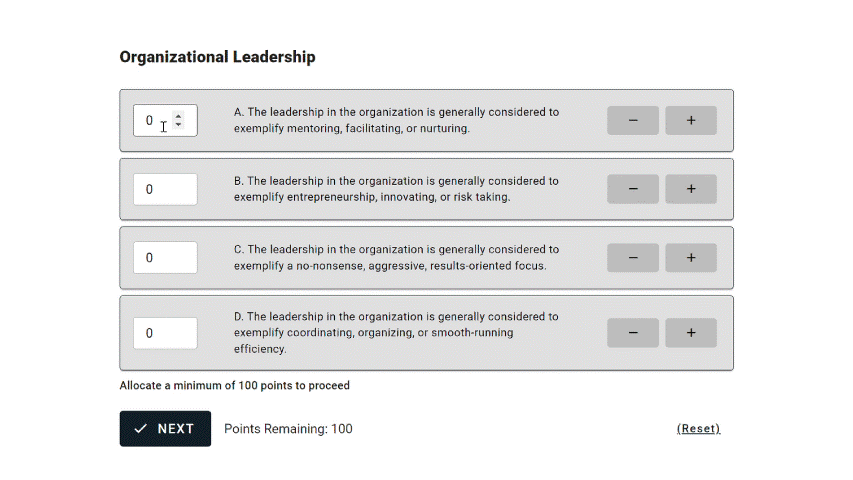 Organizational Leadership
0
A. The leadership in the organization is generally considered to
exemplify mentoring, facilitating, or nurturing.
− +
0
B. The leadership in the organization is generally considered to
exemplify entrepreneurship, innovating, or risk taking.
− +
0
C. The leadership in the organization is generally considered to
exemplify a no-nonsense, aggressive, results-oriented focus.
− +
0
D. The leadership in the organization is generally considered to
exemplify coordinating, organizing, or smooth-running
efficiency.
− +
Allocate a minimum of 100 points to proceed
NEXT Points Remaining: 100 (Reset)